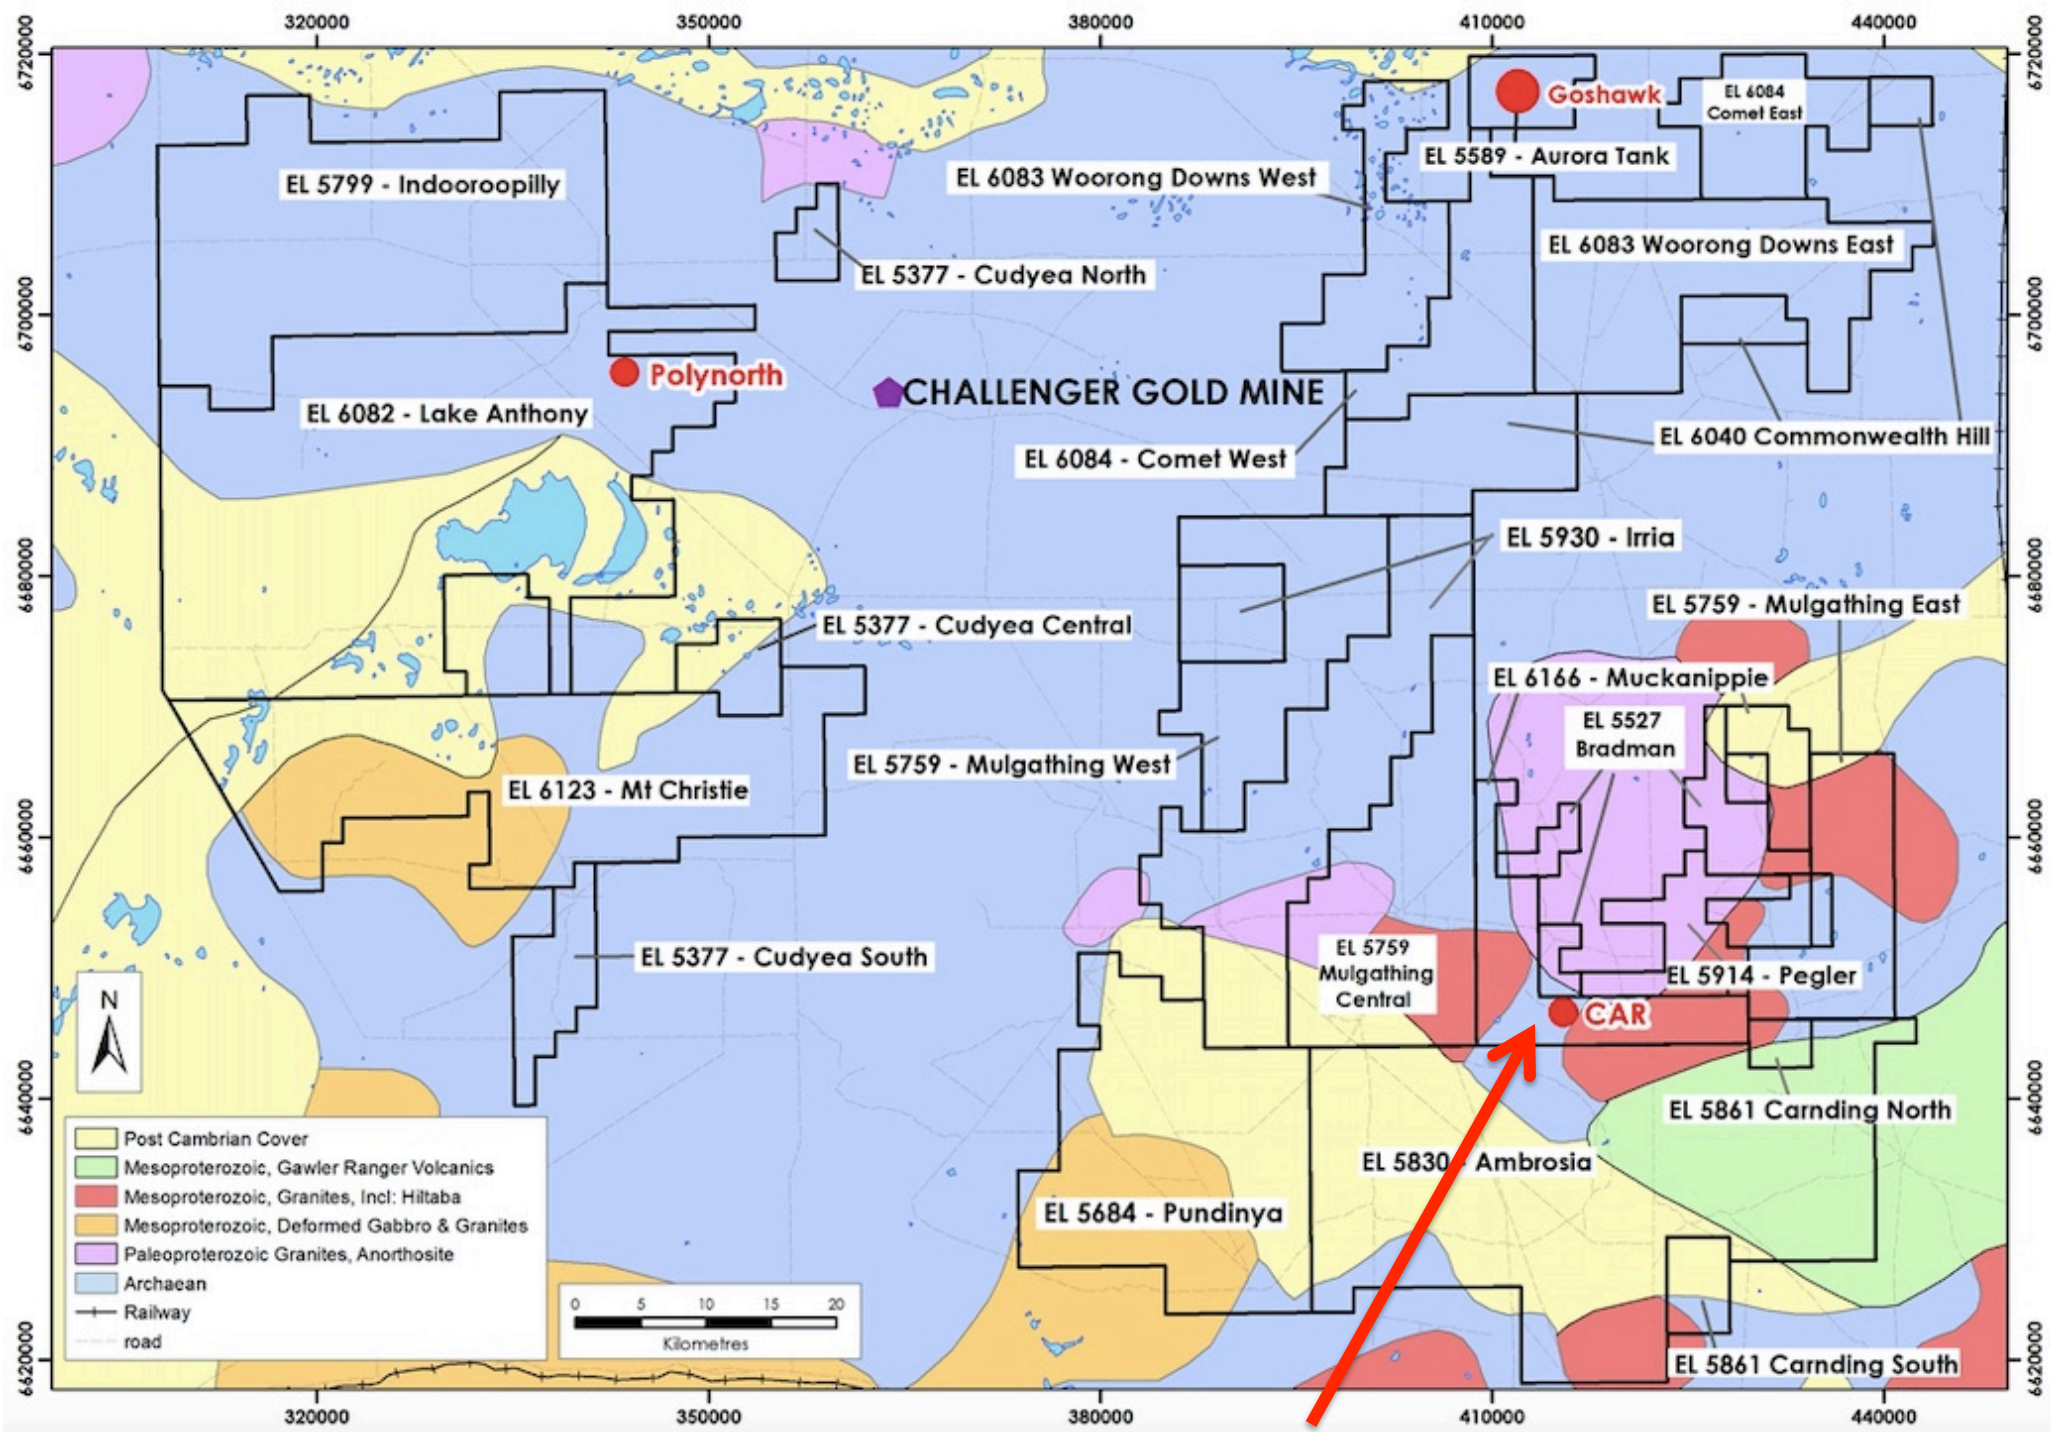 320000
350000
380000
410000
440000
6720000
6720000
Goshawk
EL 6084
Comet East
EL 5589 - Aurora Tank
EL 5799 - Indooroopilly
EL 6083 Woorong Downs West
EL 6083 Woorong Downs East
EL 5377 - Cudyea North
6700000
6700000
Polynorth
CHALLENGER GOLD MINE
EL 6082 - Lake Anthony
EL 6040 Commonwealth Hill
EL 6084 - Comet West
EL 5930 - Irria
6680000
6680000
EL 5759 - Mulgathing East
EL 5377 - Cudyea Central
EL 6166 - Muckanippie
EL 5527
Bradman
EL 5759 - Mulgathing West
EL 6123 - Mt Christie
6660000
6660000
EL 5377 - Cudyea South
EL 5759
Mulgathing
Central
EL 5914 - Pegler
N
CAR
6640000
6640000
EL 5861 Carnding North
EL 5830 - Ambrosia
EL 5684 - Pundinya
Post Cambrian Cover
Mesoproterozoic, Gawler Ranger Volcanics
Mesoproterozoic, Granites, Incl: Hiltaba
Mesoproterozoic, Deformed Gabbro & Granites
Paleoproterozoic Granites, Anorthosite
Archaean
Railway
road
0 5 10 15 20
Kilometres
6620000
6620000
EL 5861 Carnding South
320000
350000
380000
410000
440000